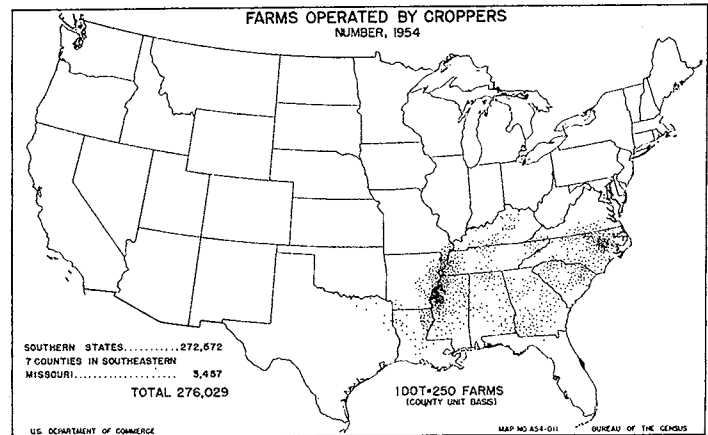 FARMS OPERATED BY CROPPERS
NUMBER, 1954
SOUTHERN STATES...........272,572
7 COUNTIES IN SOUTHEASTERN
MISSOURI.................... 3,457
TOTAL 276,029
1 DOT=250 FARMS
(COUNTY UNIT BASIS)
U.S. DEPARTMENT OF COMMERCE
MAP NO. A54-011
BUREAU OF THE CENSUS